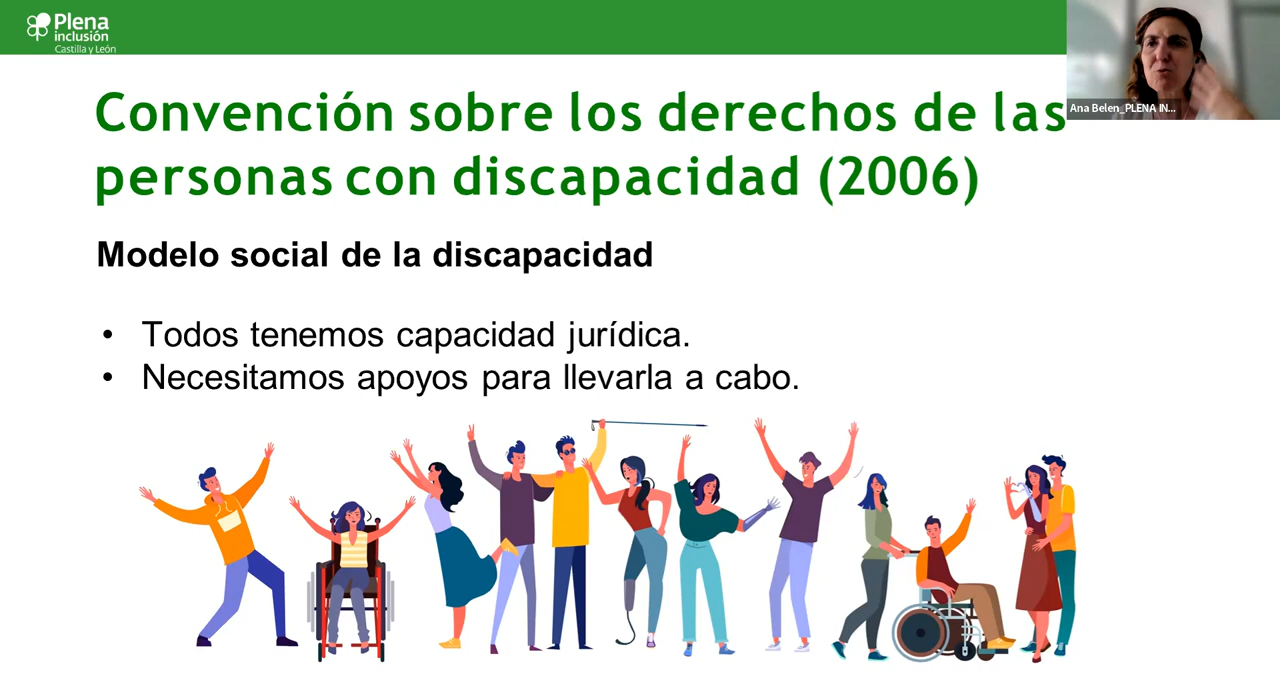 Plena
inclusión
Castilla y León
Convención sobre los derechos de las
personas con discapacidad (2006)
Ana Belen_PLENA IN...
Modelo social de la discapacidad
• Todos tenemos capacidad jurídica.
• Necesitamos apoyos para llevarla a cabo.